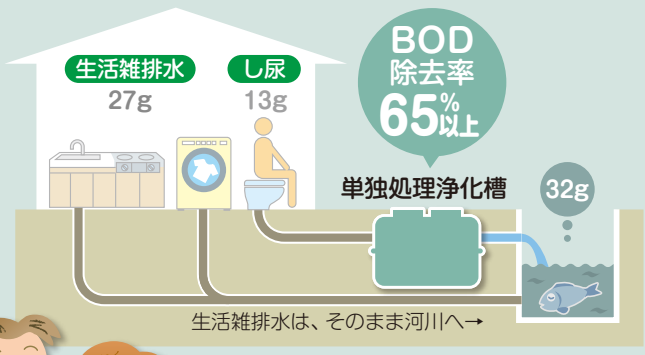 生活雑排水
27g
し尿
13g
BOD
除去率
65%以上
単独処理浄化槽
32g
生活雑排水は、そのまま河川へ→